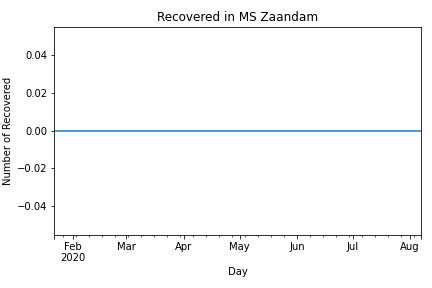 Recovered in MS Zaandam
Number of Recovered
0.04
0.02
0.00
−0.02
−0.04
Feb Mar Apr May Jun Jul Aug
2020
Day